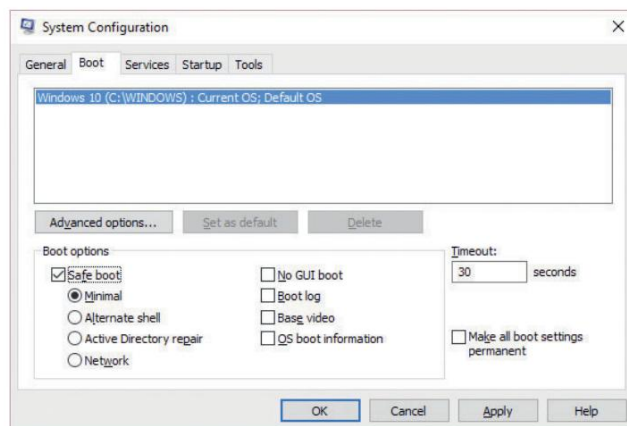 System Configuration
General Boot Services Startup Tools
Windows 10 (C:\WINDOWS) : Current OS; Default OS
Advanced options... Set as default Delete
Boot options
Safe boot
Minimal
Alternate shell
Active Directory repair
Network
No GUI boot
Boot log
Base video
OS boot information
Timeout:
30 seconds
Make all boot settings
permanent
OK Cancel Apply Help